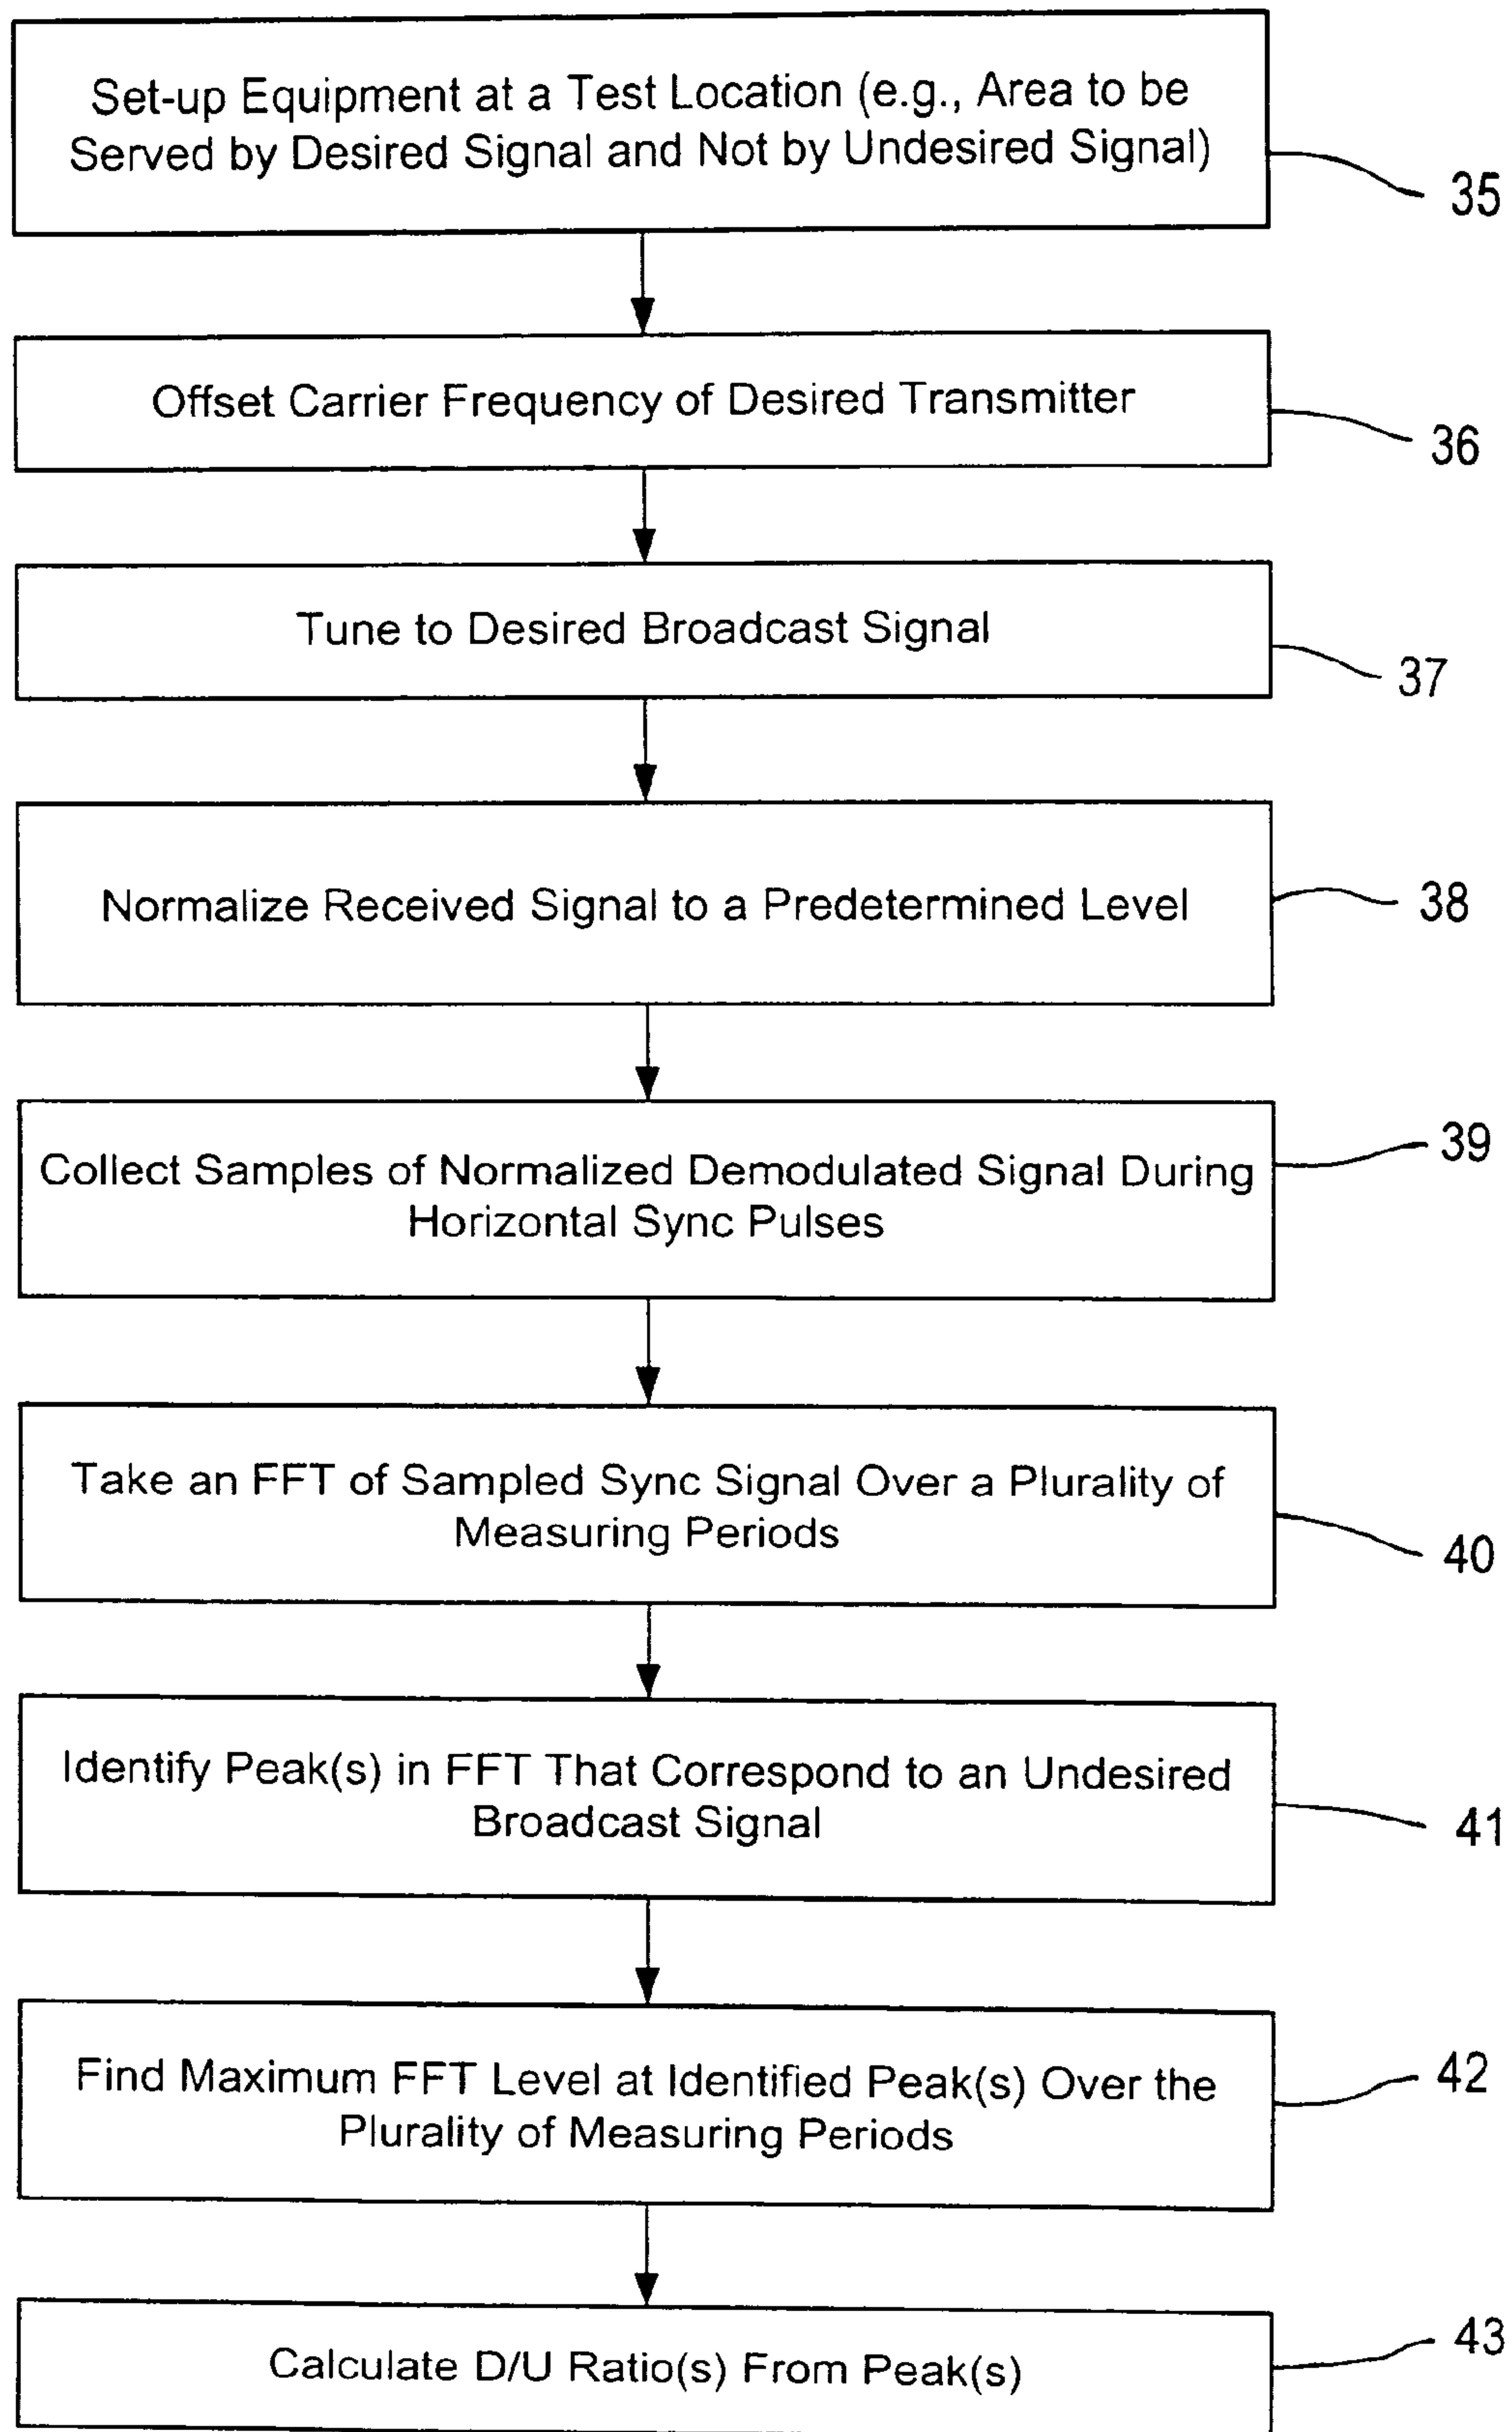 Set-up Equipment at a Test Location (e.g., Area to be
Served by Desired Signal and Not by Undesired Signal)
35
Offset Carrier Frequency of Desired Transmitter
36
Tune to Desired Broadcast Signal
37
Normalize Received Signal to a Predetermined Level
38
Collect Samples of Normalized Demodulated Signal During
Horizontal Sync Pulses
39
Take an FFT of Sampled Sync Signal Over a Plurality of
Measuring Periods
40
Identify Peak(s) in FFT That Correspond to an Undesired
Broadcast Signal
41
Find Maximum FFT Level at Identified Peak(s) Over the
Plurality of Measuring Periods
42
Calculate D/U Ratio(s) From Peak(s)
43